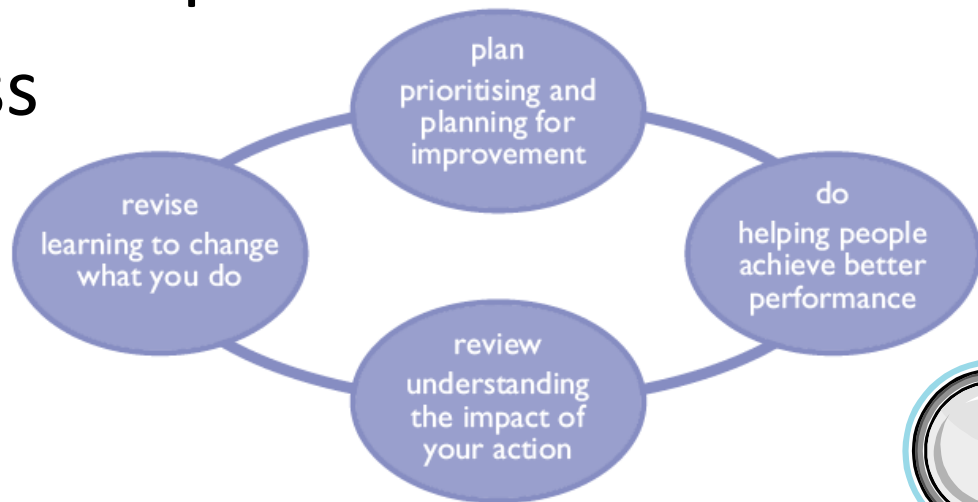 plan
prioritising and
planning for
improvement
do
helping people
achieve better
performance
review
understanding
the impact of
your action
revise
learning to change
what you do